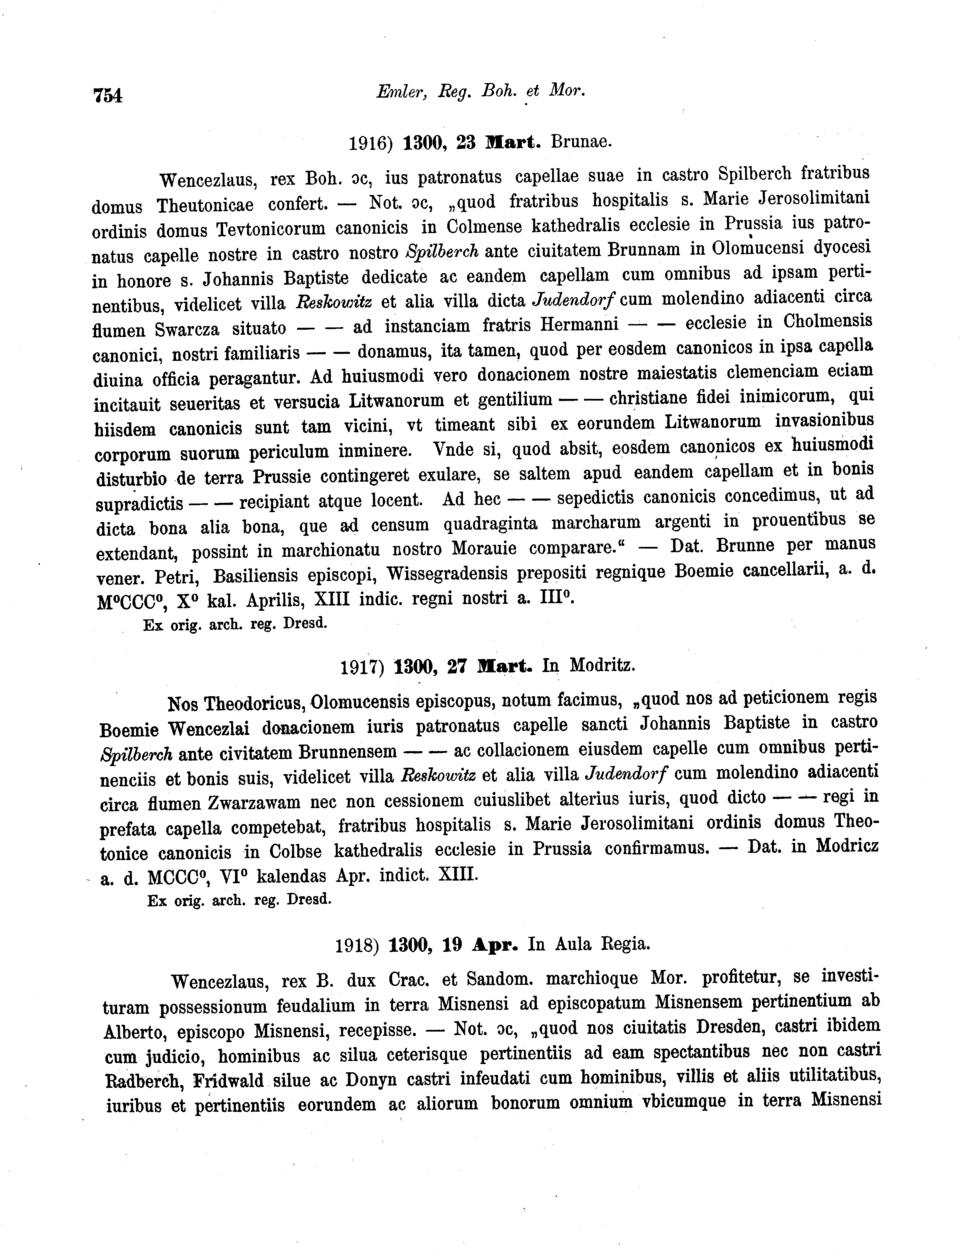 754
Emler, Reg. Boh. et Mor.
1916) 1300, 23 Mart. Brunae.
Wencezlaus, rex Boh. ɔc, ius patronatus capellae suae in castro Spilberch fratribus
domus Theutonicae confert. — Not. ɔc, „quod fratribus hospitalis s. Marie Jerosolimitani
ordinis domus Tevtonicorum canonicis in Colmense kathedralis ecclesie in Prussia ius patro-
natus capelle nostre in castro nostro Spilberch ante ciuitatem Brunnam in Olomucensi dyocesi
in honore s. Johannis Baptiste dedicate ac eandem capellam cum omnibus ad ipsam perti-
nentibus, videlicet villa Reskowitz et alia villa dicta Judendorf cum molendino adiacenti circa
flumen Swarcza situato — — ad instanciam fratris Hermanni — — ecclesie in Cholmensis
canonici, nostri familiaris — — donamus, ita tamen, quod per eosdem canonicos in ipsa capella
diuina officia peragantur. Ad huiusmodi vero donacionem nostre maiestatis clemenciam eciam
incitauit seueritas et versucia Litwanorum et gentilium — — christiane fidei inimicorum, qui
hiisdem canonicis sunt tam vicini, vt timeant sibi ex eorundem Litwanorum invasionibus
corporum suorum periculum inminere. Vnde si, quod absit, eosdem canonicos ex huiusmodi
disturbio de terra Prussie contingeret exulare, se saltem apud eandem capellam et in bonis
supradictis — — recipiant atque locent. Ad hec — — sepedictis canonicis concedimus, ut ad
dicta bona alia bona, que ad censum quadraginta marcharum argenti in prouentibus se
extendant, possint in marchionatu nostro Morauie comparare.“ — Dat. Brunne per manus
vener. Petri, Basiliensis episcopi, Wissegradensis prepositi regnique Boemie cancellarii, a. d.
M⁰CCC⁰, X⁰ kal. Aprilis, XIII indic. regni nostri a. III⁰.
Ex orig. arch. reg. Dresd.
1917) 1300, 27 Mart. In Modritz.
Nos Theodoricus, Olomucensis episcopus, notum facimus, „quod nos ad peticionem regis
Boemie Wencezlai donacionem iuris patronatus capelle sancti Johannis Baptiste in castro
Spilberch ante civitatem Brunnensem — — ac collacionem eiusdem capelle cum omnibus perti-
nenciis et bonis suis, videlicet villa Reskowitz et alia villa Judendorf cum molendino adiacenti
circa flumen Zwarzawam nec non cessionem cuiuslibet alterius iuris, quod dicto — — regi in
prefata capella competebat, fratribus hospitalis s. Marie Jerosolimitani ordinis domus Theo-
tonice canonicis in Colbse kathedralis ecclesie in Prussia confirmamus. — Dat. in Modricz
a. d. MCCC⁰, VI⁰ kalendas Apr. indict. XIII.
Ex orig. arch. reg. Dresd.
1918) 1300, 19 Apr. In Aula Regia.
Wencezlaus, rex B. dux Crac. et Sandom. marchioque Mor. profitetur, se investi-
turam possessionum feudalium in terra Misnensi ad episcopatum Misnensem pertinentium ab
Alberto, episcopo Misnensi, recepisse. — Not. ɔc, „quod nos ciuitatis Dresden, castri ibidem
cum judicio, hominibus ac silua ceterisque pertinentiis ad eam spectantibus nec non castri
Radberch, Fridwald silue ac Donyn castri infeudati cum hominibus, villis et aliis utilitatibus,
iuribus et pertinentiis eorundem ac aliorum bonorum omnium vbicumque in terra Misnensi